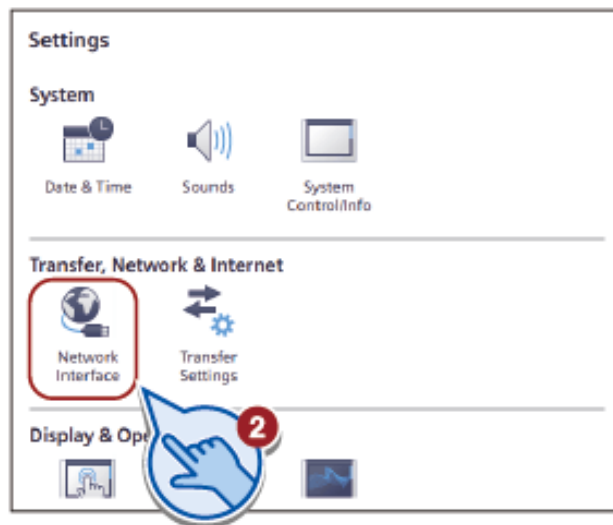 Settings
System
Date & Time
Sounds
System
Control/Info
Transfer, Network & Internet
Network
Interface
Transfer
Settings
2
Display & Ope